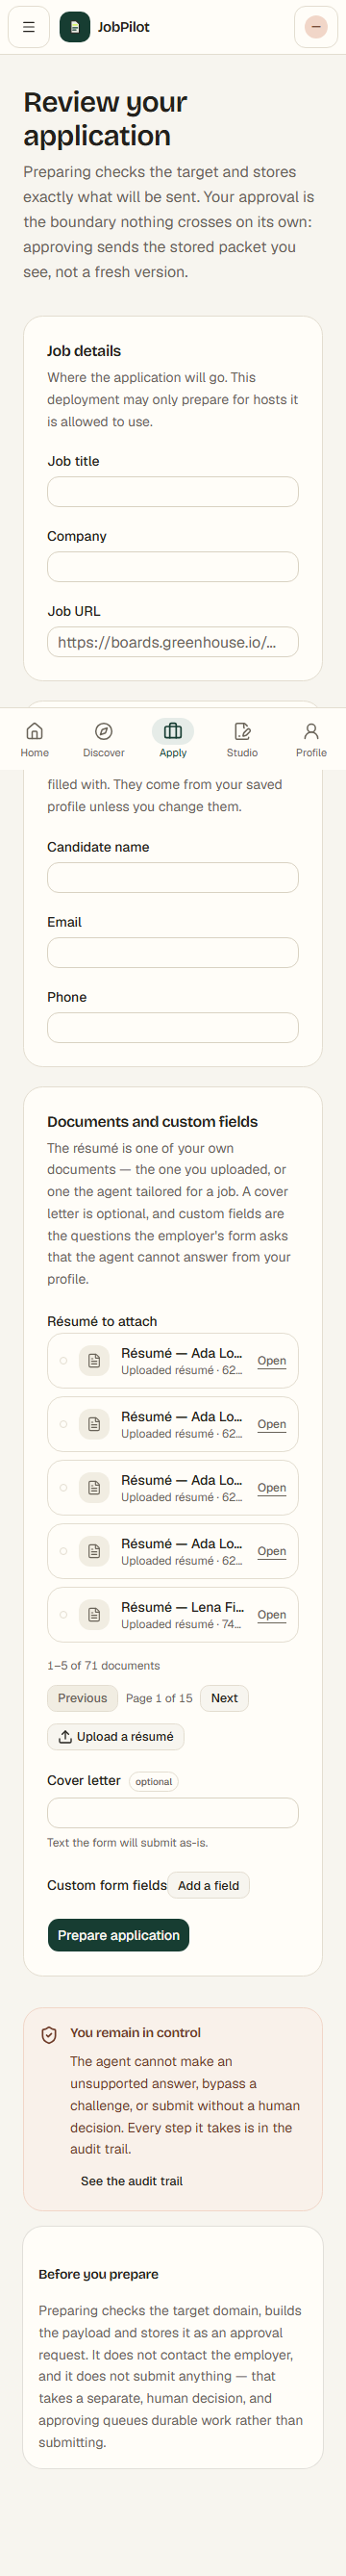 JobPilot
Review your
application
Preparing checks the target and stores
exactly what will be sent. Your approval is
the boundary nothing crosses on its own:
approving sends the stored packet you
see, not a fresh version.
Job details
Where the application will go. This
deployment may only prepare for hosts it
is allowed to use.
Job title
Company
Job URL
https://boards.greenhouse.io/...
Home
Discover
Apply
Studio
Profile
filled with. They come from your saved
profile unless you change them.
Candidate name
Email
Phone
Documents and custom fields
The résumé is one of your own
documents — the one you uploaded, or
one the agent tailored for a job. A cover
letter is optional, and custom fields are
the questions the employer's form asks
that the agent cannot answer from your
profile.
Résumé to attach
Résumé — Ada Lo...
Uploaded résumé · 62...
Open
Résumé — Ada Lo...
Uploaded résumé · 62...
Open
Résumé — Ada Lo...
Uploaded résumé · 62...
Open
Résumé — Ada Lo...
Uploaded résumé · 62...
Open
Résumé — Lena Fi...
Uploaded résumé · 74...
Open
1–5 of 71 documents
Previous Page 1 of 15 Next
Upload a résumé
Cover letter optional
Text the form will submit as-is.
Custom form fields Add a field
Prepare application
You remain in control
The agent cannot make an
unsupported answer, bypass a
challenge, or submit without a human
decision. Every step it takes is in the
audit trail.
See the audit trail
Before you prepare
Preparing checks the target domain, builds
the payload and stores it as an approval
request. It does not contact the employer,
and it does not submit anything — that
takes a separate, human decision, and
approving queues durable work rather than
submitting.